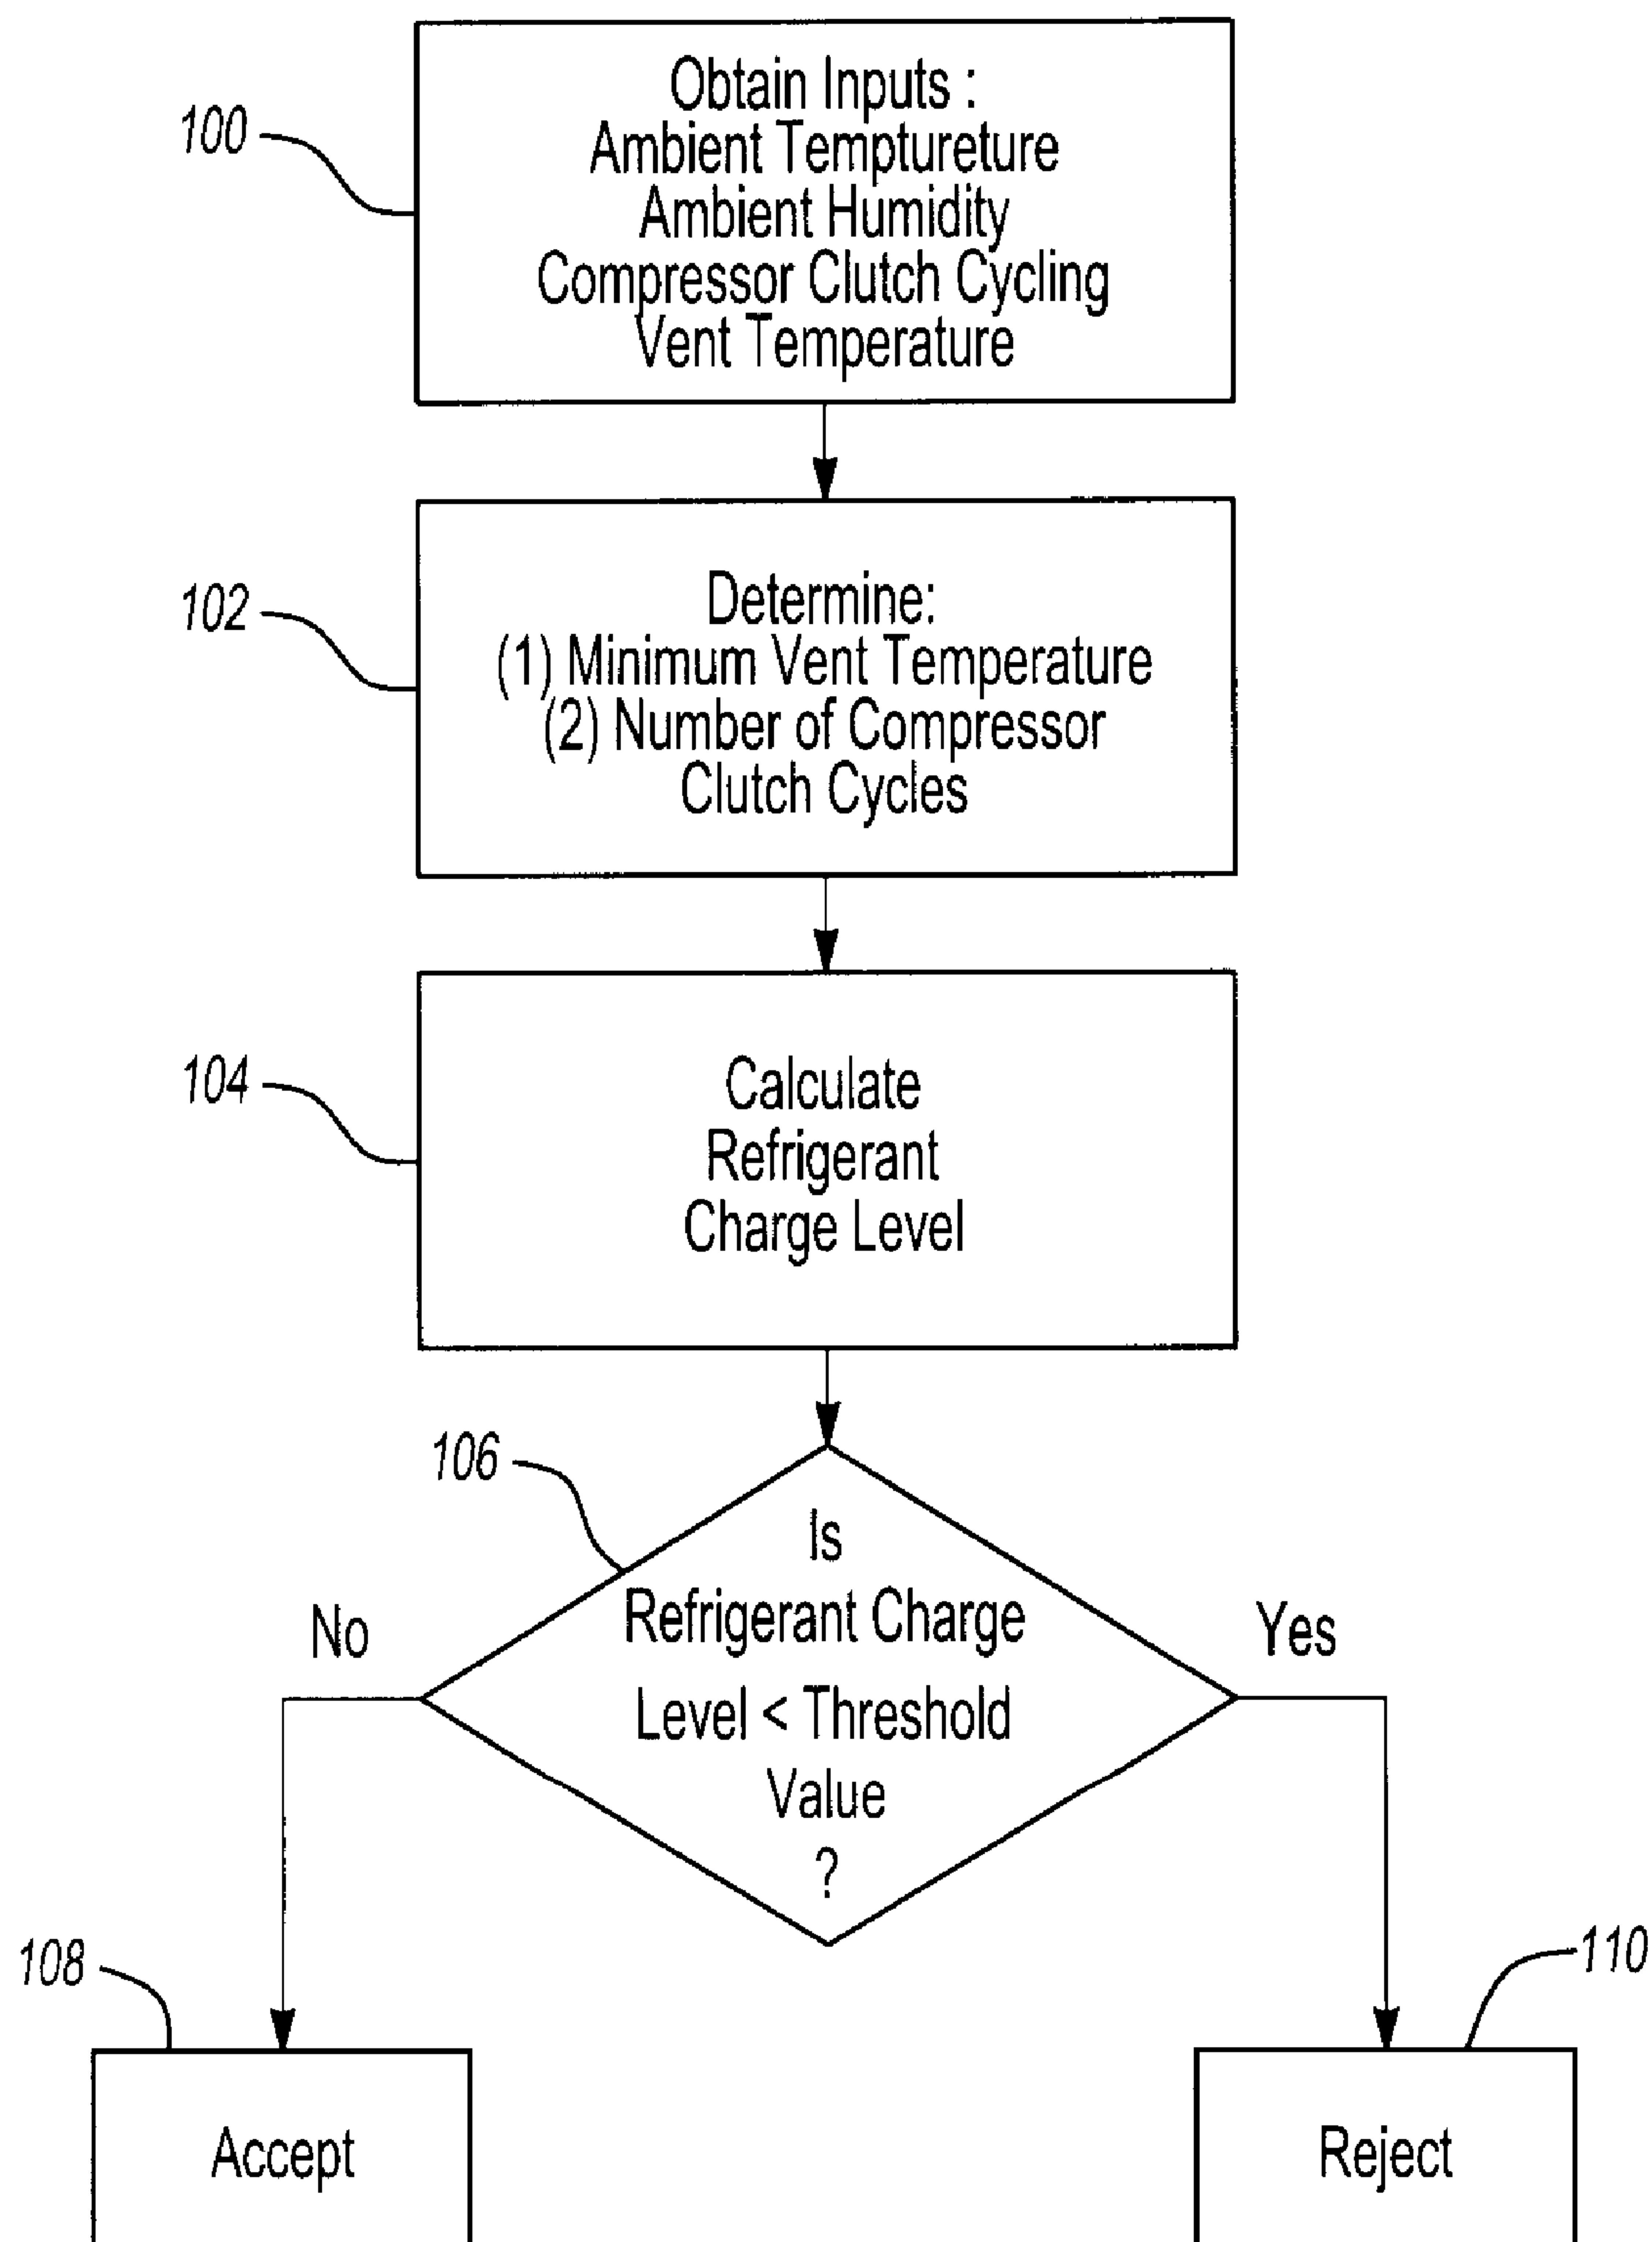 100
Obtain Inputs :
Ambient Temptureture
Ambient Humidity
Compressor Clutch Cycling
Vent Temperature
102
Determine:
(1) Minimum Vent Temperature
(2) Number of Compressor
Clutch Cycles
104
Calculate
Refrigerant
Charge Level
106
Is
Refrigerant Charge
Level < Threshold
Value
?
No
Yes
108
Accept
110
Reject